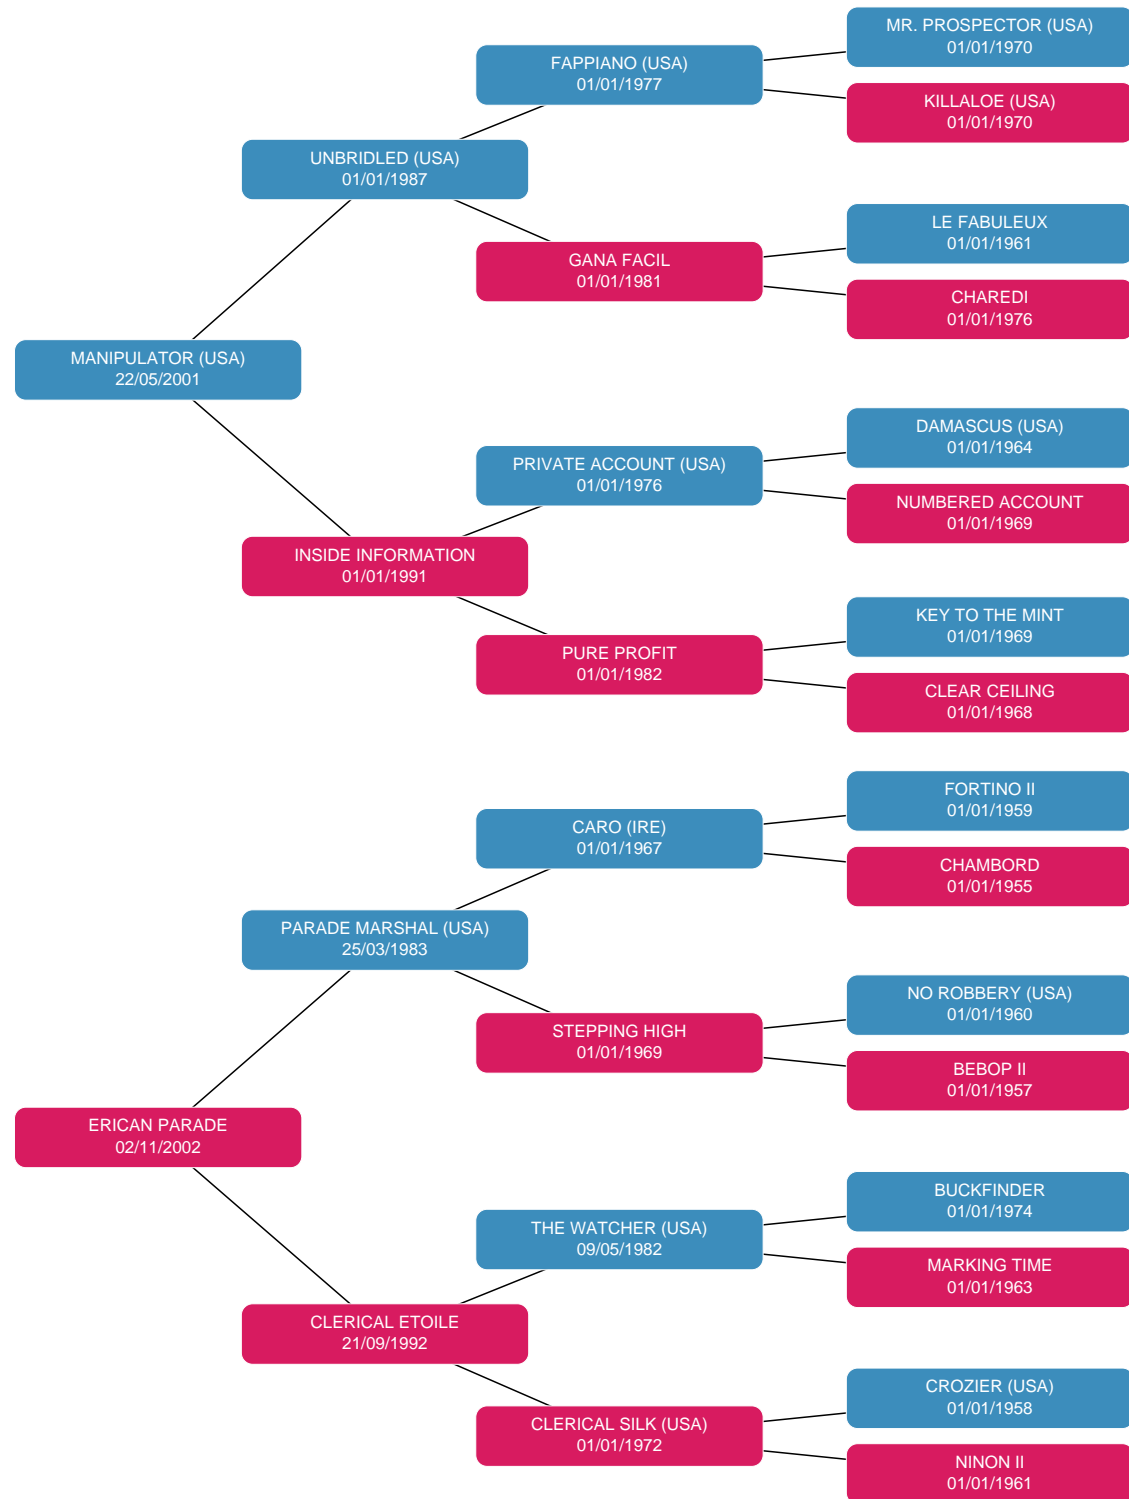 MR. PROSPECTOR (USA)
01/01/1970
FAPPIANO (USA)
01/01/1977
KILLALOE (USA)
01/01/1970
UNBRIDLED (USA)
01/01/1987
LE FABULEUX
01/01/1961
GANA FACIL
01/01/1981
CHAREDI
01/01/1976
MANIPULATOR (USA)
22/05/2001
DAMASCUS (USA)
01/01/1964
PRIVATE ACCOUNT (USA)
01/01/1976
NUMBERED ACCOUNT
01/01/1969
INSIDE INFORMATION
01/01/1991
KEY TO THE MINT
01/01/1969
PURE PROFIT
01/01/1982
CLEAR CEILING
01/01/1968
FORTINO II
01/01/1959
CARO (IRE)
01/01/1967
CHAMBORD
01/01/1955
PARADE MARSHAL (USA)
25/03/1983
NO ROBBERY (USA)
01/01/1960
STEPPING HIGH
01/01/1969
BEBOP II
01/01/1957
ERICAN PARADE
02/11/2002
BUCKFINDER
01/01/1974
THE WATCHER (USA)
09/05/1982
MARKING TIME
01/01/1963
CLERICAL ETOILE
21/09/1992
CROZIER (USA)
01/01/1958
CLERICAL SILK (USA)
01/01/1972
NINON II
01/01/1961